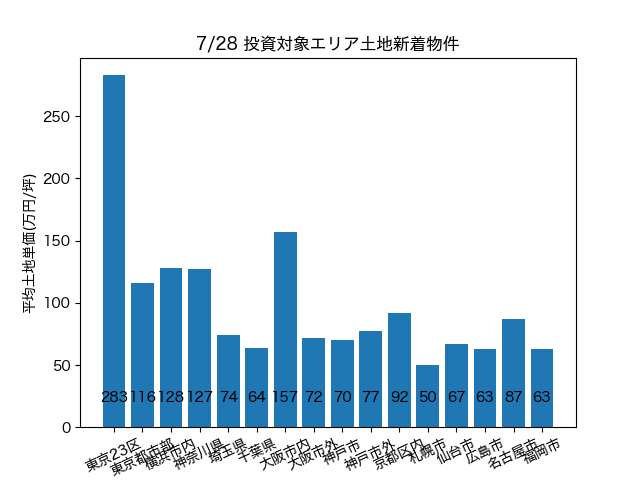 7/28 投資対象エリア土地新着物件
平均土地単価(万円/坪)
250
200
150
100
50
0
283 116 128 127 74 64 157 72 70 77 92 50 67 63 87 63
東京23区 東京都市部 横浜市内 神奈川県 埼玉県 千葉県 大阪市内 大阪市外 神戸市 神戸市外 京都区内 札幌市 仙台市 広島市 名古屋市 福岡市